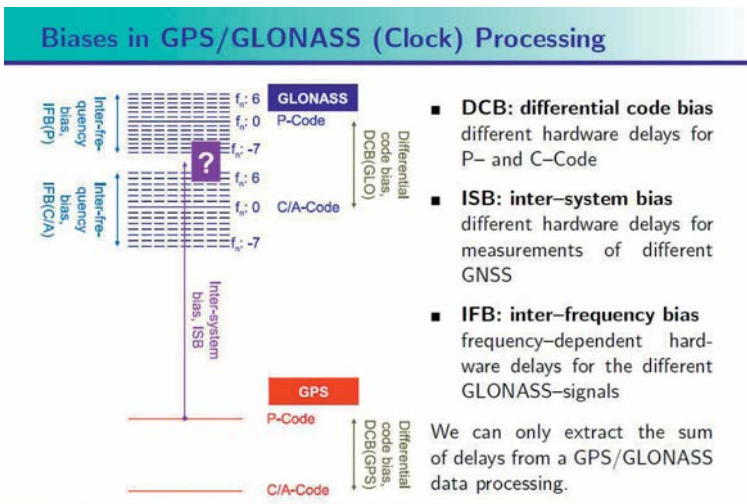 Biases in GPS/GLONASS (Clock) Processing
Inter-fre-
quency
bias,
IFB(P)
fn: 6
fn: 0
fn: -7
GLONASS
P-Code
?
Inter-fre-
quency
bias,
IFB(C/A)
fn: 6
fn: 0
fn: -7
C/A-Code
Differential
code bias,
DCB(GLO)
Inter-system
bias, ISB
GPS
P-Code
C/A-Code
Differential
code bias,
DCB(GPS)
■ DCB: differential code bias
different hardware delays for
P– and C–Code
■ ISB: inter–system bias
different hardware delays for
measurements of different
GNSS
■ IFB: inter–frequency bias
frequency–dependent hard-
ware delays for the different
GLONASS–signals
We can only extract the sum
of delays from a GPS/GLONASS
data processing.